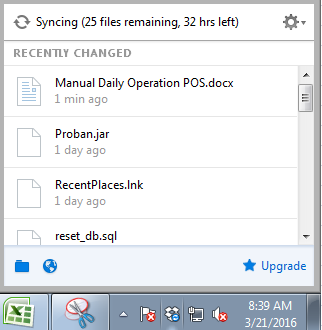 Syncing (25 files remaining, 32 hrs left)
RECENTLY CHANGED
Manual Daily Operation POS.docx
1 min ago
Proban.jar
1 day ago
RecentPlaces.lnk
1 day ago
reset_db.sql
Upgrade
8:39 AM
3/21/2016